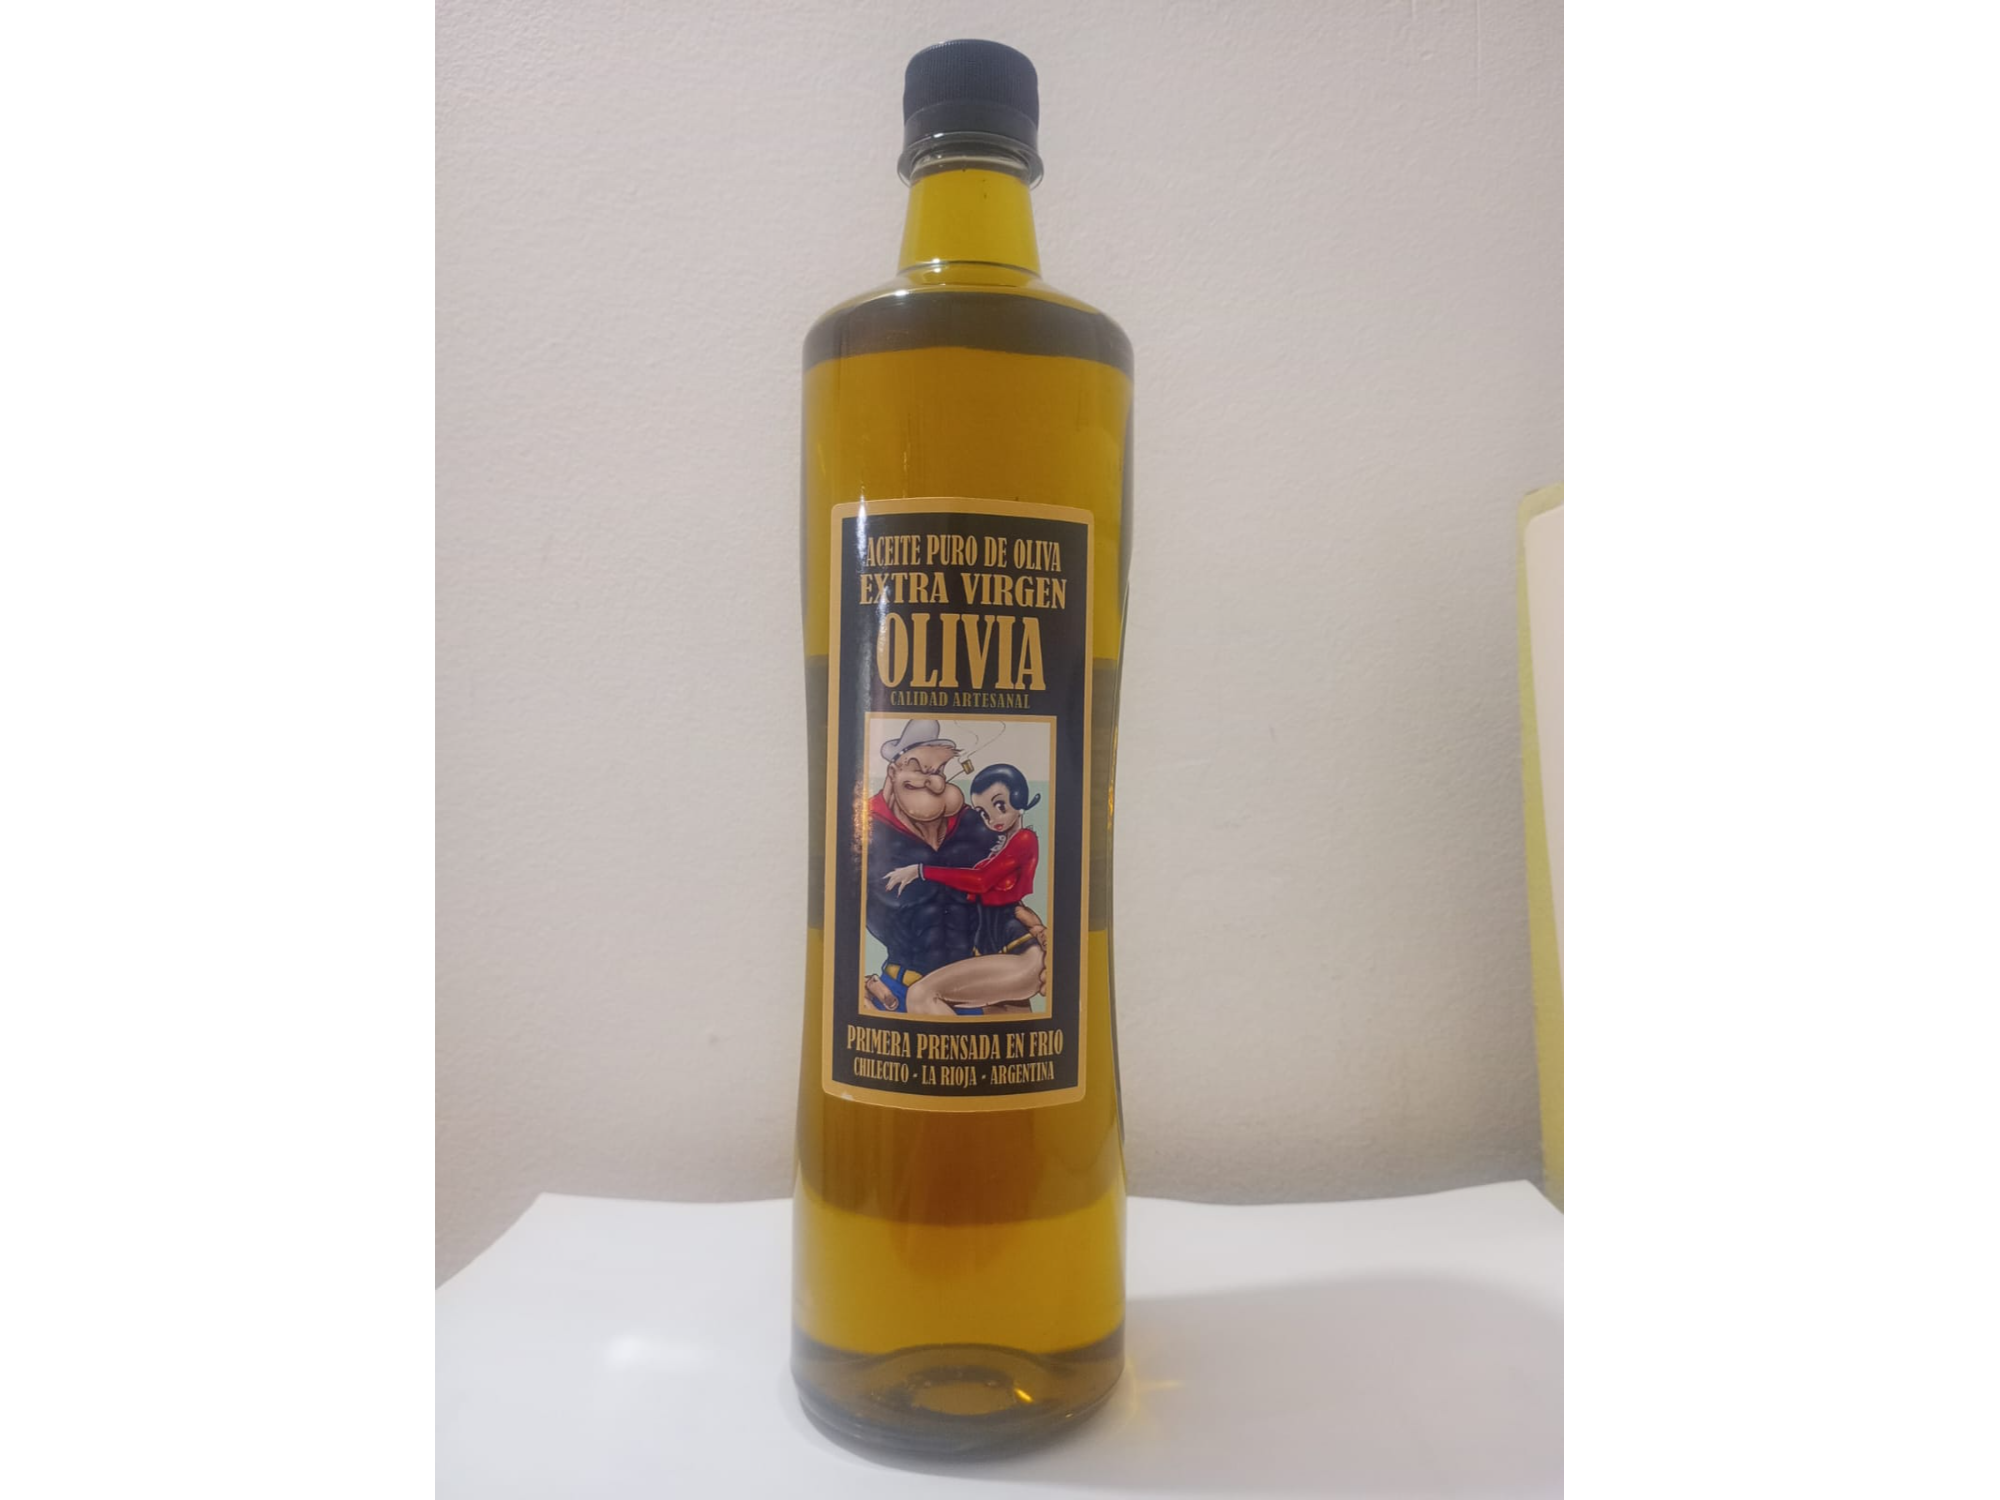 ACEITE PURO DE OLIVA
EXTRA VIRGEN
OLIVIA
CALIDAD ARTESANAL
PRIMERA PRENSADA EN FRIO
CHILECITO - LA RIOJA - ARGENTINA